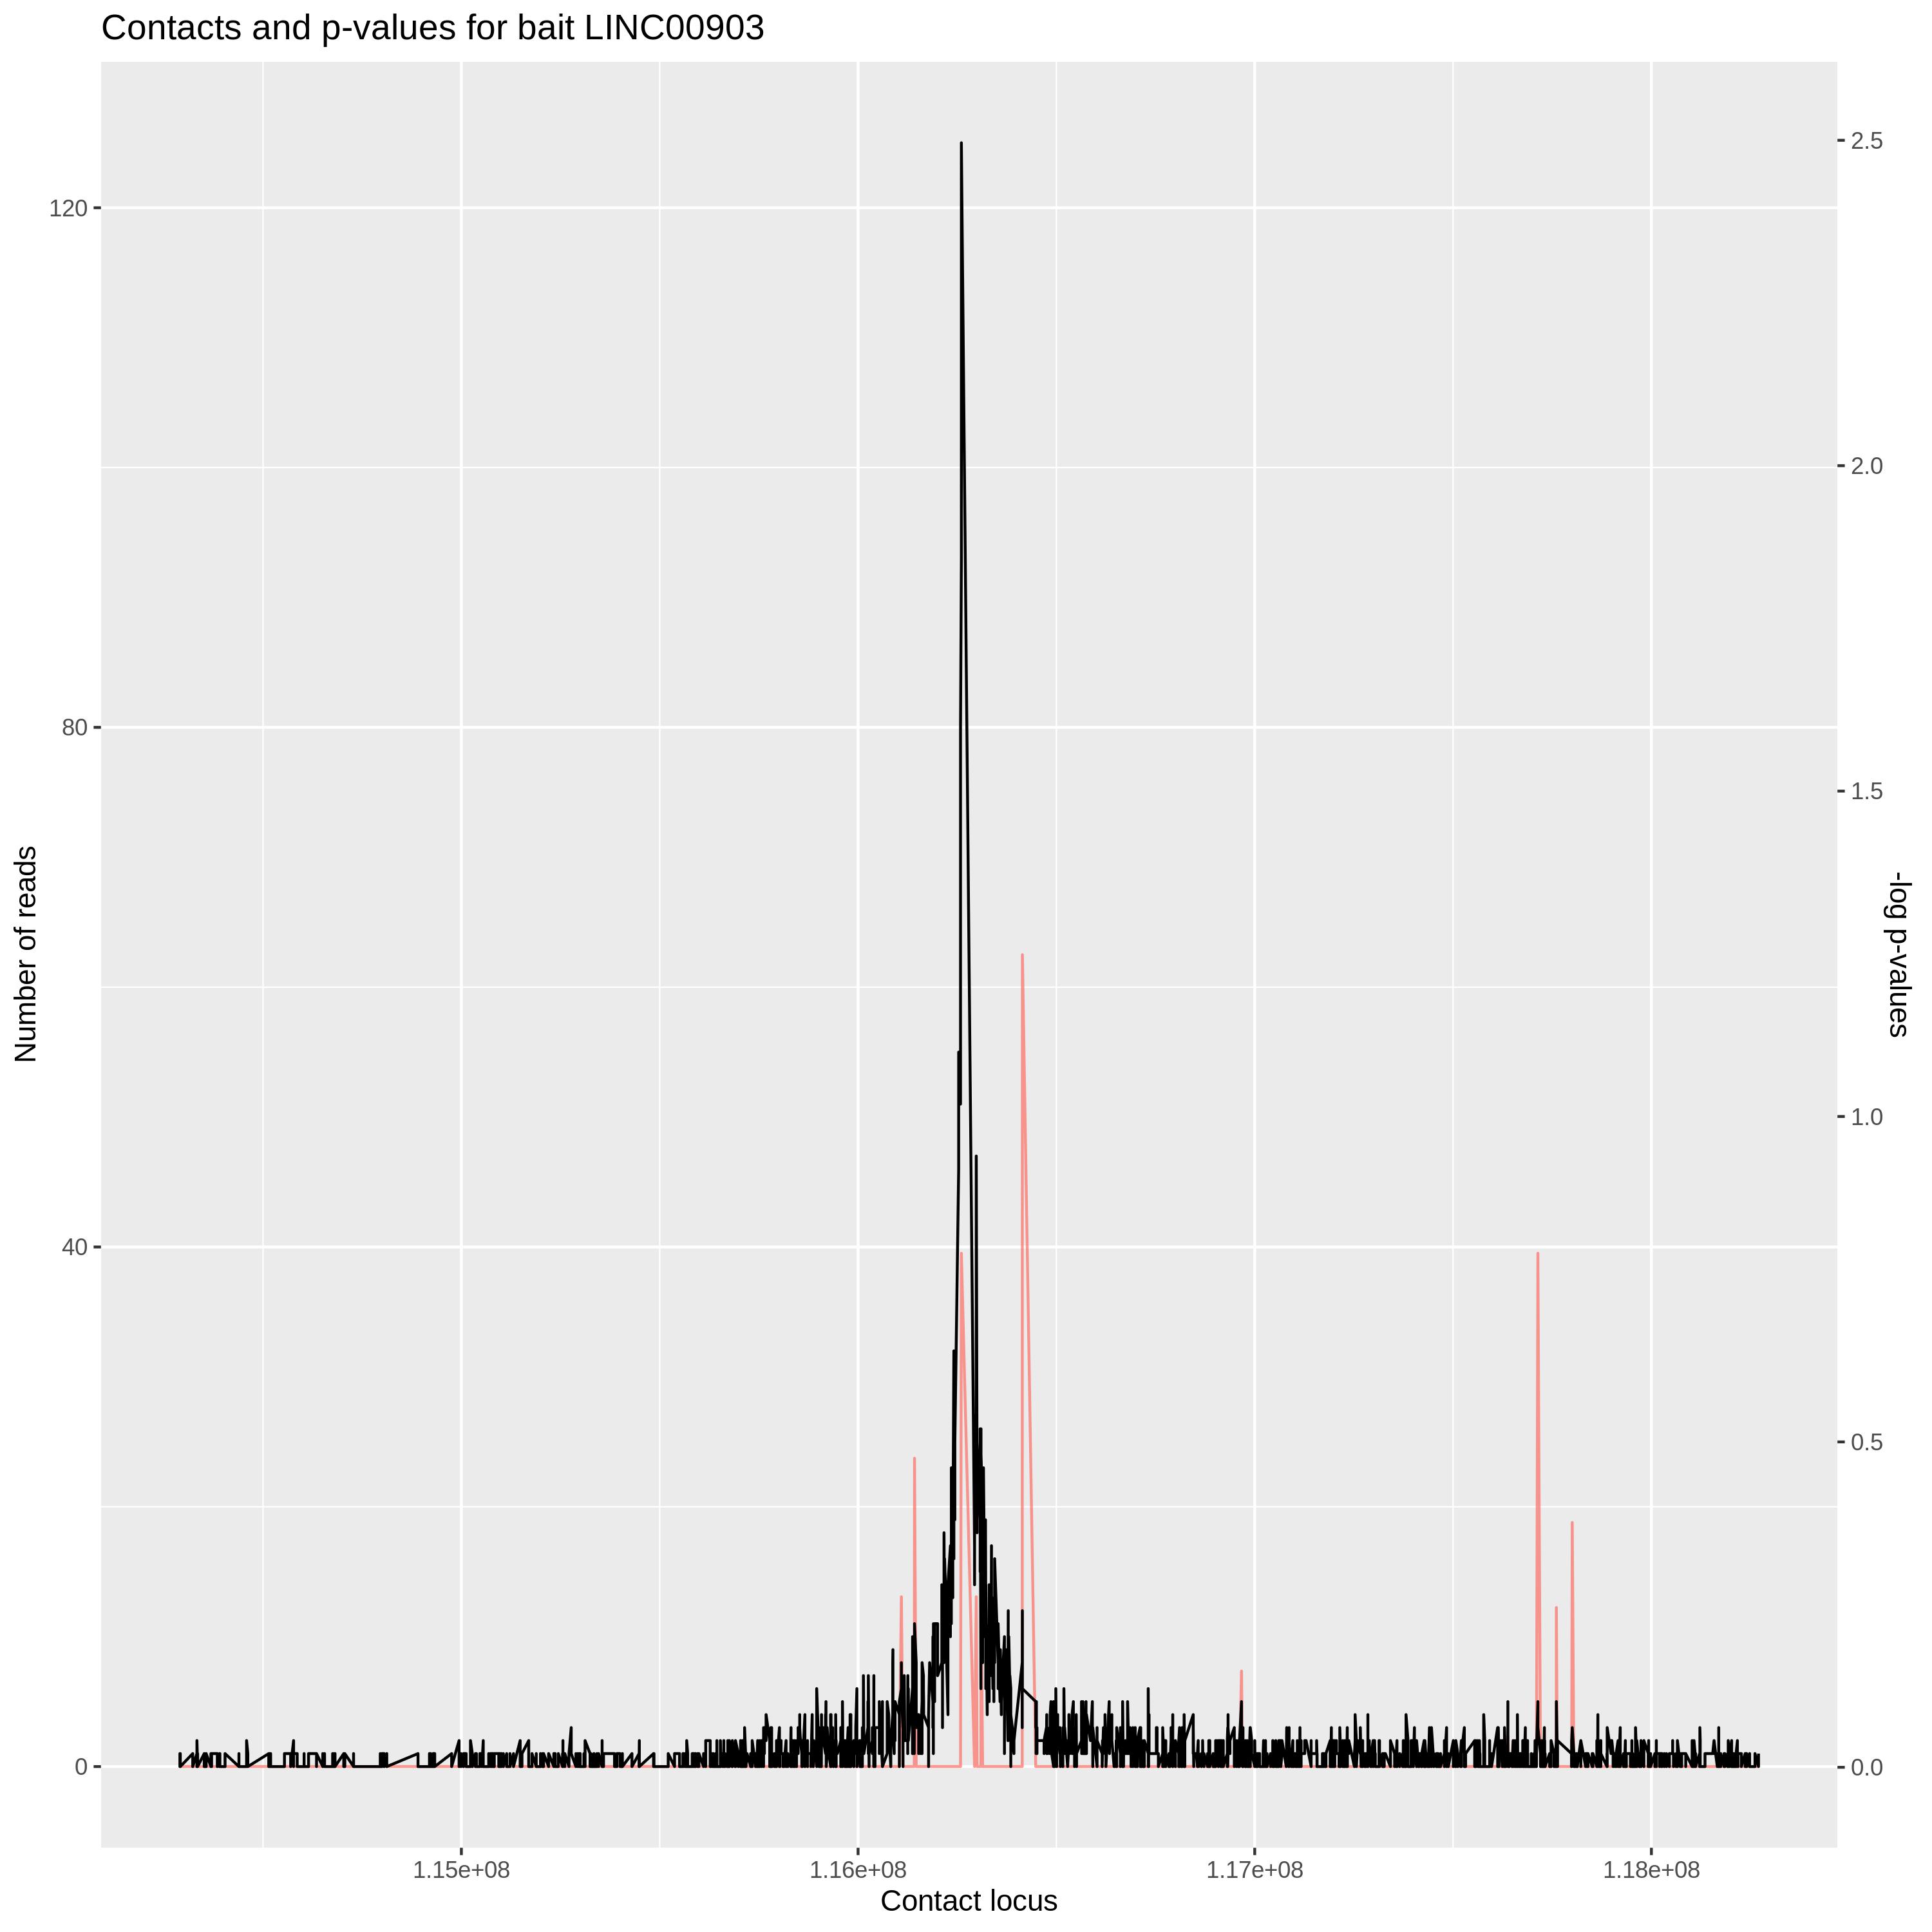 Contacts and p-values for bait LINC00903
120
80
40
0
Number of reads
2.5
2.0
1.5
1.0
0.5
0.0
-log p-values
1.15e+08
1.16e+08
1.17e+08
1.18e+08
Contact locus